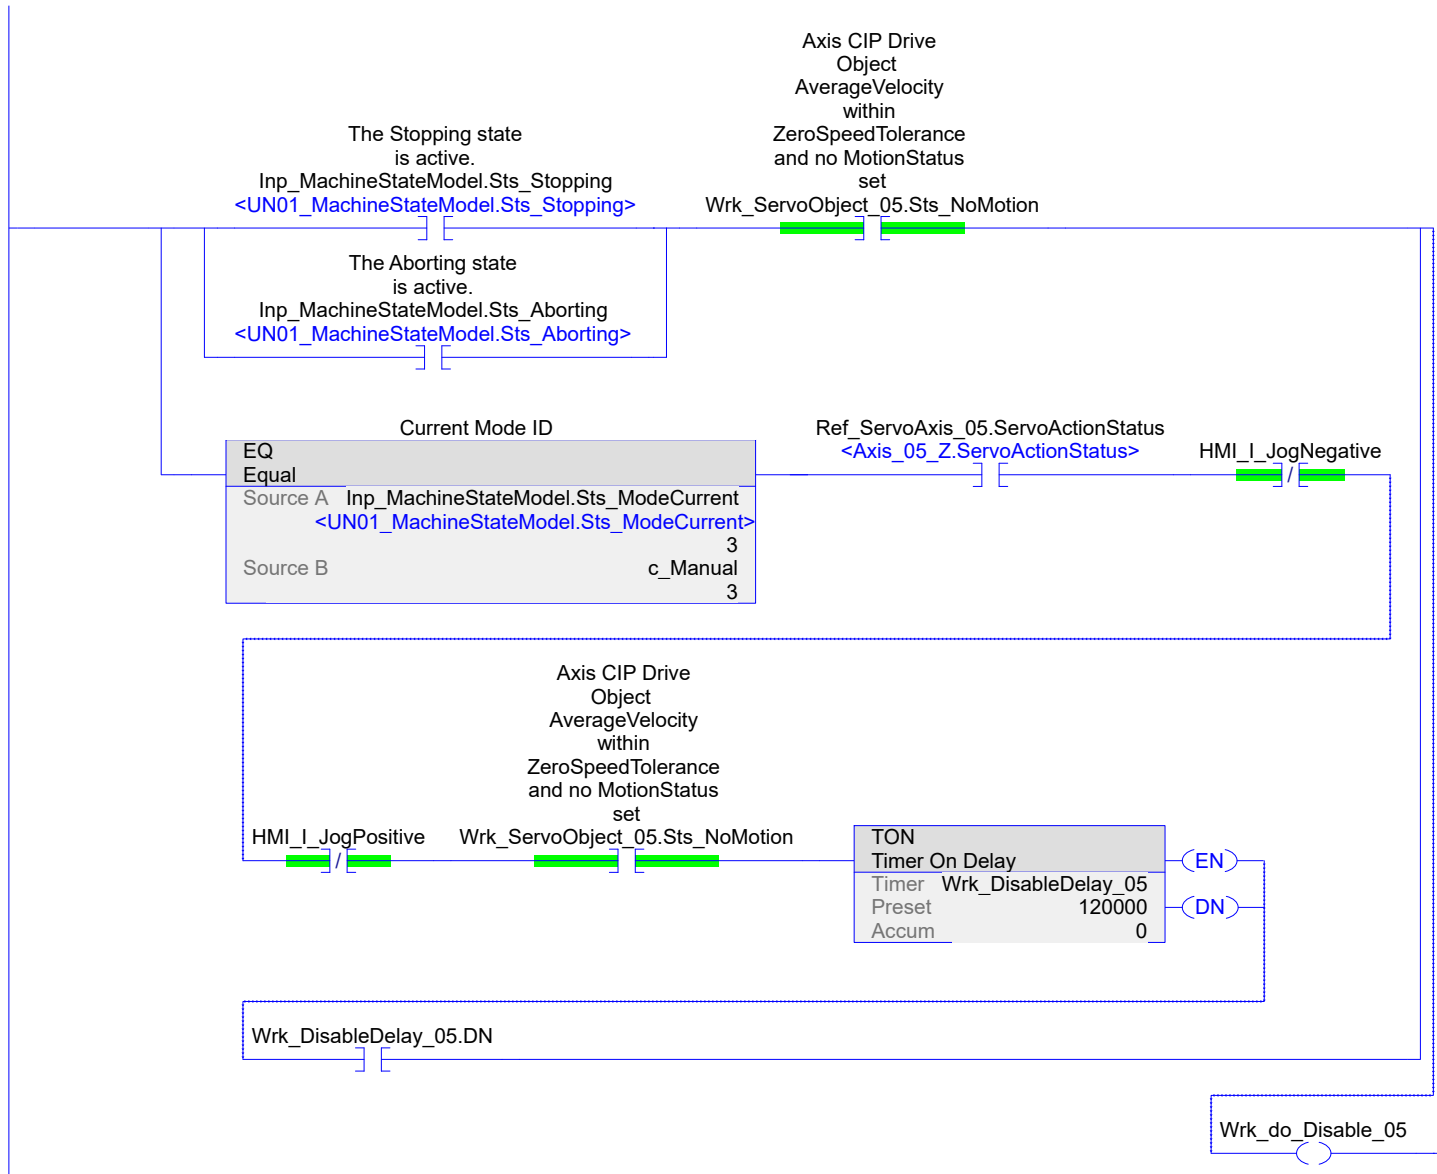 Axis CIP Drive
Object
AverageVelocity
within
ZeroSpeedTolerance
and no MotionStatus
set
Wrk_ServoObject_05.Sts_NoMotion
The Stopping state
is active.
Inp_MachineStateModel.Sts_Stopping
<UN01_MachineStateModel.Sts_Stopping>
The Aborting state
is active.
Inp_MachineStateModel.Sts_Aborting
<UN01_MachineStateModel.Sts_Aborting>
Current Mode ID
EQ
Equal
Source A Inp_MachineStateModel.Sts_ModeCurrent
<UN01_MachineStateModel.Sts_ModeCurrent>
3
Source B c_Manual
3
Ref_ServoAxis_05.ServoActionStatus
<Axis_05_Z.ServoActionStatus>
HMI_I_JogNegative
/
Axis CIP Drive
Object
AverageVelocity
within
ZeroSpeedTolerance
and no MotionStatus
set
HMI_I_JogPositive
/
Wrk_ServoObject_05.Sts_NoMotion
TON
Timer On Delay
Timer Wrk_DisableDelay_05
Preset 120000
Accum 0
EN
DN
Wrk_DisableDelay_05.DN
Wrk_do_Disable_05